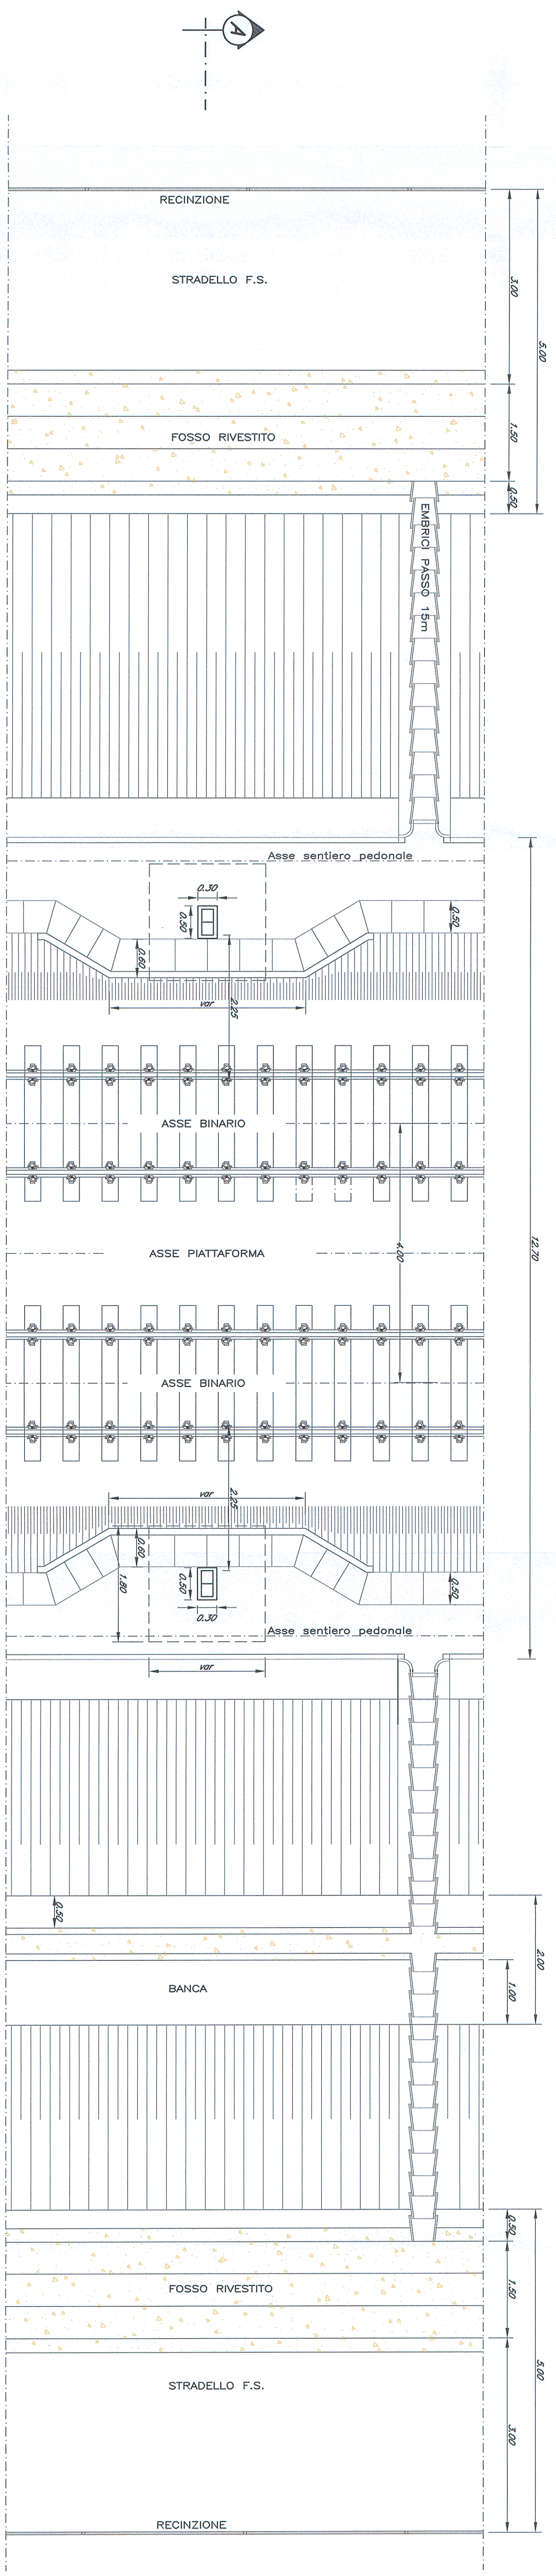 A
RECINZIONE
STRADELLO F.S.
3.00
5.00
FOSSO RIVESTITO
1.50
0.50
EMBRICI PASSO 15m
Asse sentiero pedonale
0.30
0.50
0.50
0.60
var
2.25
ASSE BINARIO
ASSE PIATTAFORMA
4.00
12.70
ASSE BINARIO
var
2.25
0.60
0.50
1.80
0.50
0.30
Asse sentiero pedonale
var
0.50
2.00
BANCA
1.00
0.50
FOSSO RIVESTITO
1.50
5.00
STRADELLO F.S.
3.00
RECINZIONE